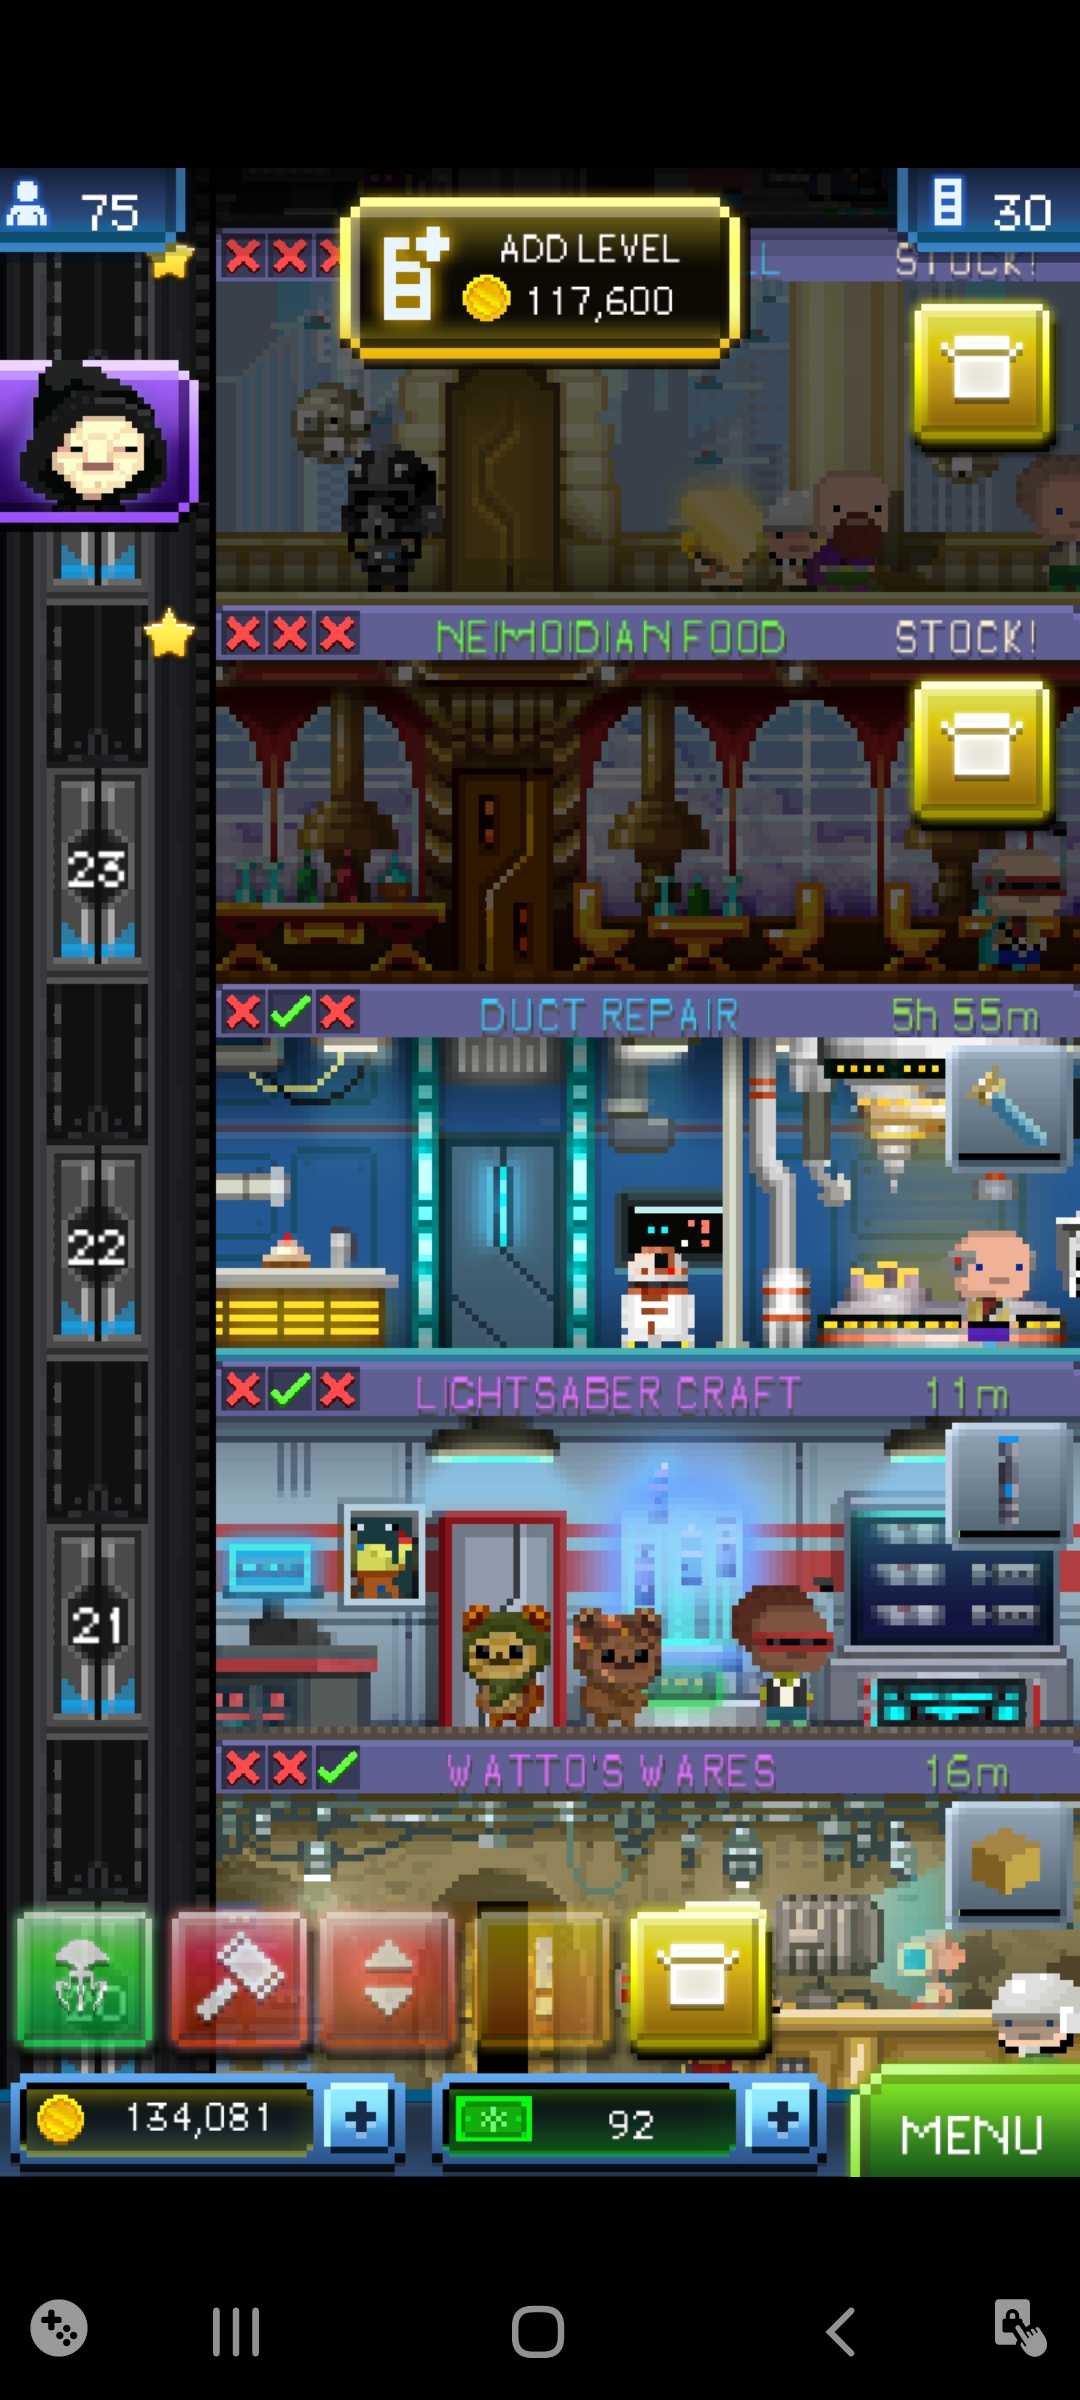 75
ADD LEVEL
117,600
30
LL STOCK!
NEIMOIDIAN FOOD STOCK!
23
DUCT REPAIR 5h 55m
22
LIGHTSABER CRAFT 11m
21
WATTO'S WARES 16m
134,081
92
MENU